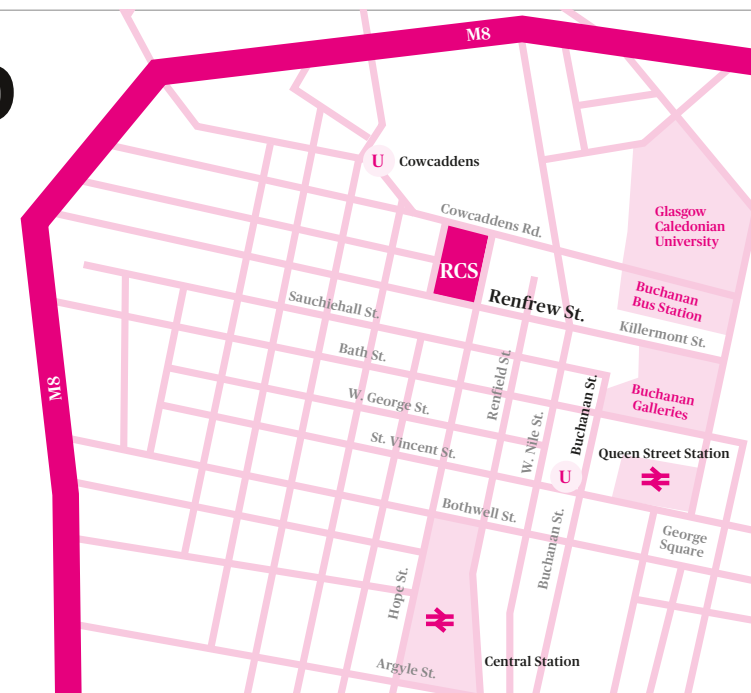 M8
U
Cowcaddens
Cowcaddens Rd.
Glasgow
Caledonian
University
RCS
Renfrew St.
Buchanan
Bus Station
Killermont St.
Sauchiehall St.
Bath St.
W. George St.
St. Vincent St.
Renfield St.
W. Nile St.
Buchanan St.
Buchanan
Galleries
M8
Queen Street Station
U
Bothwell St.
Buchanan St.
George
Square
Hope St.
Central Station
Argyle St.